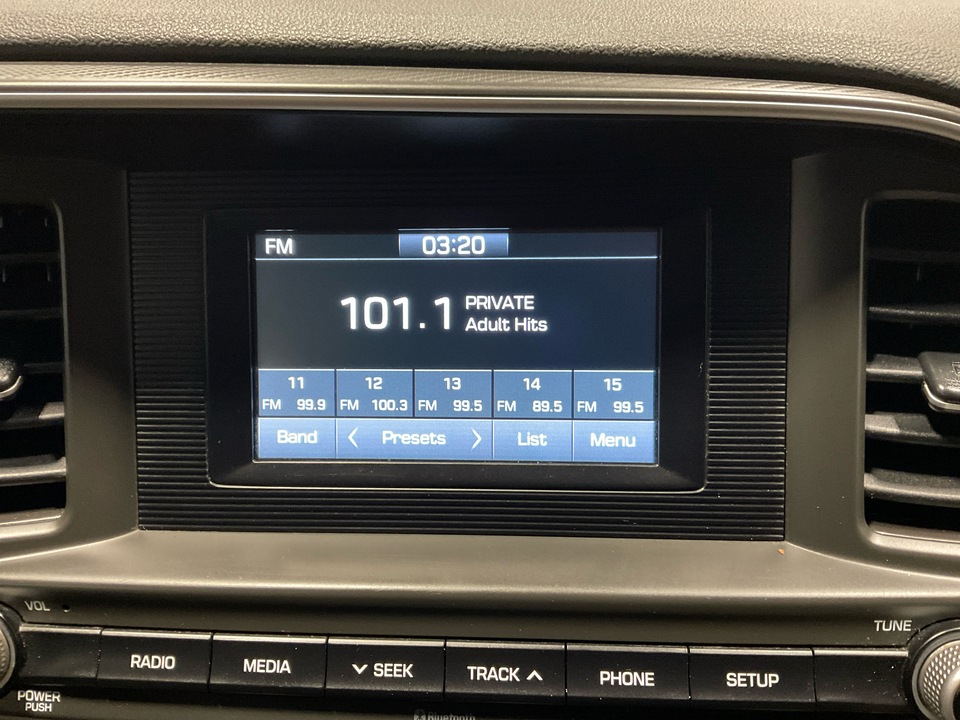 FM 03:20
101.1 PRIVATE
Adult Hits
11 12 13 14 15
FM 99.9 FM 100.3 FM 99.5 FM 89.5 FM 99.5
Band Presets List Menu
VOL TUNE
RADIO MEDIA SEEK TRACK PHONE SETUP
POWER
PUSH
Bluetooth